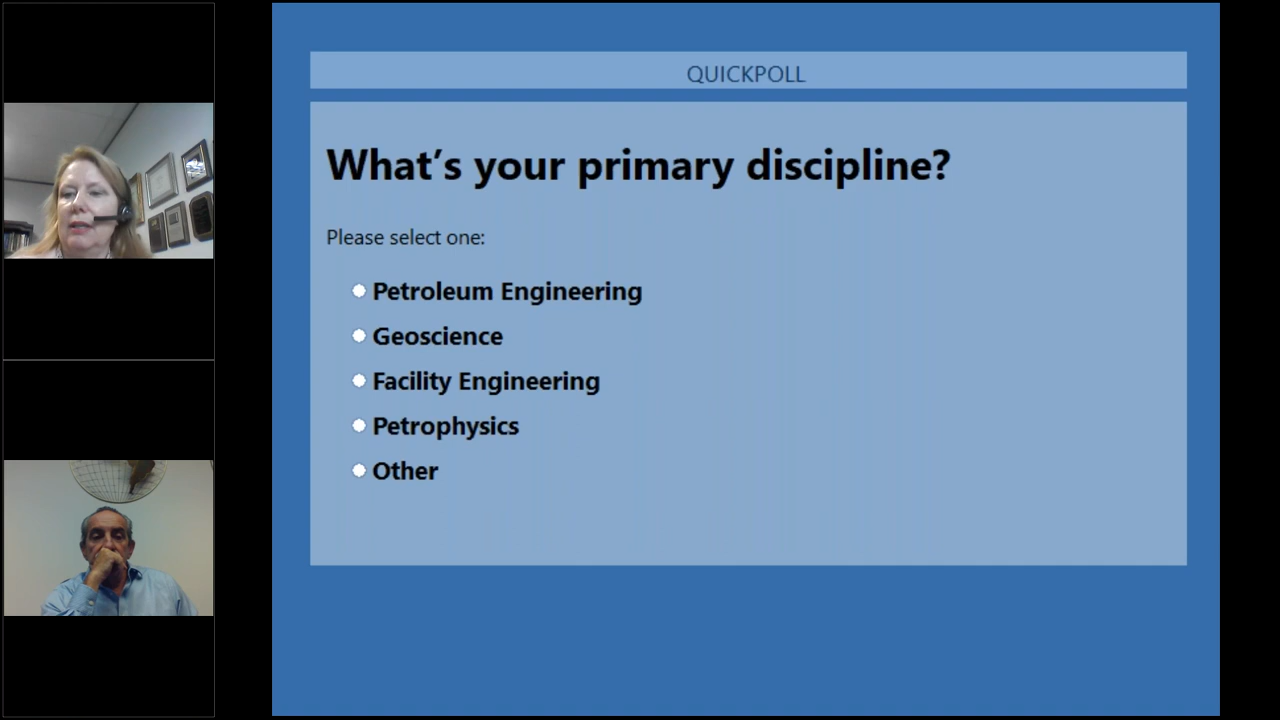 QUICKPOLL
What's your primary discipline?
Please select one:
Petroleum Engineering
Geoscience
Facility Engineering
Petrophysics
Other